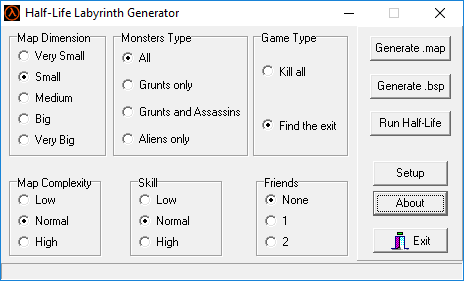 Half-Life Labyrinth Generator
Map Dimension
Very Small
Small
Medium
Big
Very Big
Monsters Type
All
Grunts only
Grunts and Assassins
Aliens only
Game Type
Kill all
Find the exit
Generate .map
Generate .bsp
Run Half-Life
Setup
About
Exit
Map Complexity
Low
Normal
High
Skill
Low
Normal
High
Friends
None
1
2